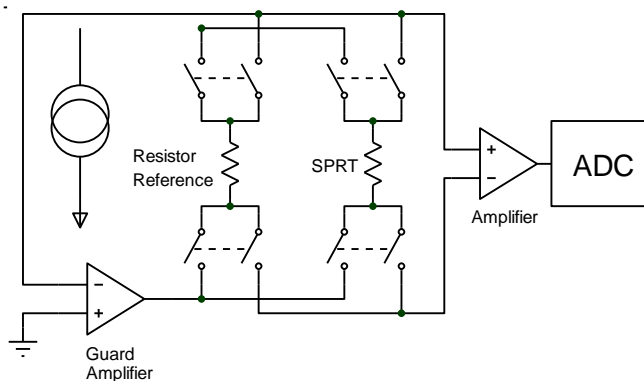 Resistor
Reference
SPRT
+
−
Amplifier
ADC
−
+
Guard
Amplifier